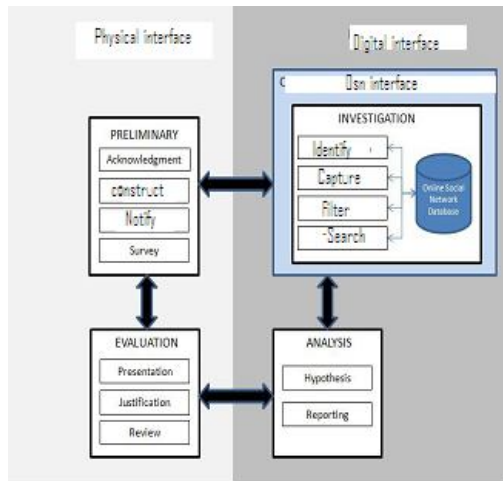 Physical interface
Digital interface
Osn interface
PRELIMINARY
Acknowledgment
construct
Notify
Survey
INVESTIGATION
Identify
Capture
Filter
-Search
Online Social
Network
Database
EVALUATION
Presentation
Justification
Review
ANALYSIS
Hypothesis
Reporting